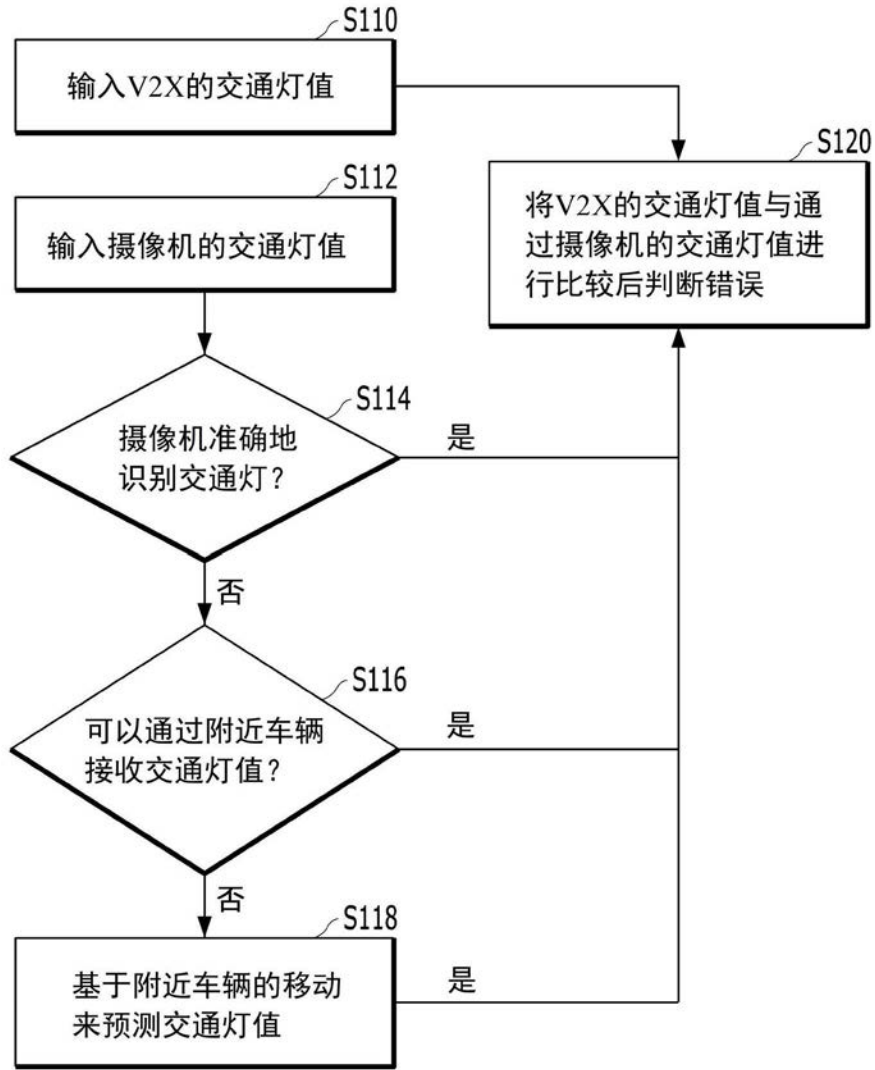 S110
输入V2X的交通灯值
S120
将V2X的交通灯值与通
过摄像机的交通灯值进
行比较后判断错误
S112
输入摄像机的交通灯值
S114
摄像机准确地
识别交通灯?
是
否
S116
可以通过附近车辆
接收交通灯值?
是
否
S118
基于附近车辆的移动
来预测交通灯值
是